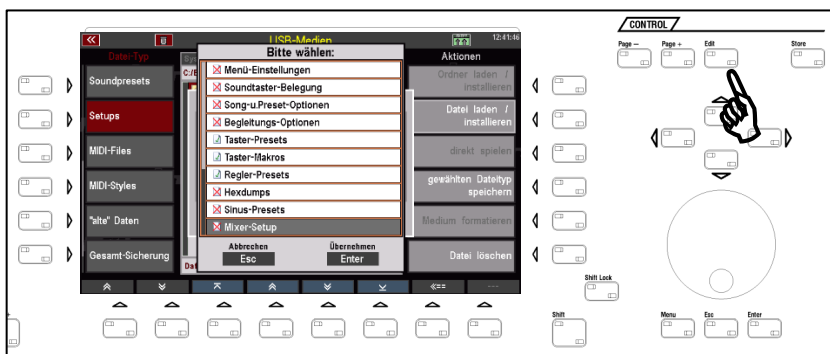 CONTROL
Page – Page + Edit Store
USB-Medien 12:41:46
Datei-Typ
Bitte wählen:
Aktionen
Sys
C:/E
Soundpresets
Setups
MIDI-Files
MIDI-Styles
"alte" Daten
Gesamt-Sicherung
Menü-Einstellungen
Soundtaster-Belegung
Song-u.Preset-Optionen
Begleitungs-Optionen
Taster-Presets
Taster-Makros
Regler-Presets
Hexdumps
Sinus-Presets
Mixer-Setup
Abbrechen Übernehmen
Esc Enter
Dat
Ordner laden /
installieren
Datei laden /
installieren
direkt spielen
gewählten Dateityp
speichern
Medium formatieren
Datei löschen
<==
---
Shift Lock
Shift
Menu Esc Enter